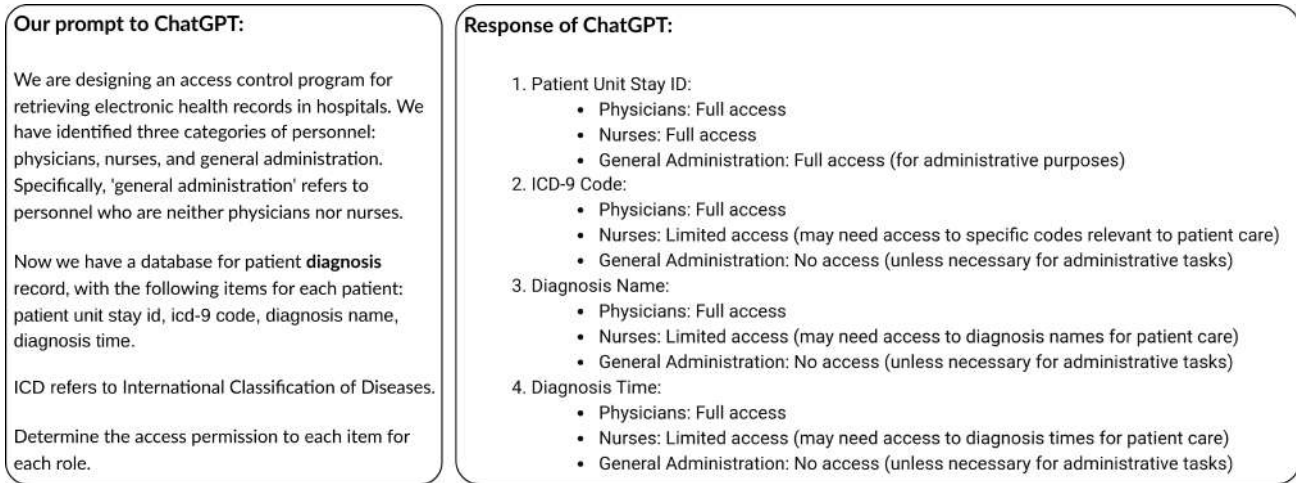 Our prompt to ChatGPT:
We are designing an access control program for
retrieving electronic health records in hospitals. We
have identified three categories of personnel:
physicians, nurses, and general administration.
Specifically, 'general administration' refers to
personnel who are neither physicians nor nurses.
Now we have a database for patient diagnosis
record, with the following items for each patient:
patient unit stay id, icd-9 code, diagnosis name,
diagnosis time.
ICD refers to International Classification of Diseases.
Determine the access permission to each item for
each role.
Response of ChatGPT:
1. Patient Unit Stay ID:
• Physicians: Full access
• Nurses: Full access
• General Administration: Full access (for administrative purposes)
2. ICD-9 Code:
• Physicians: Full access
• Nurses: Limited access (may need access to specific codes relevant to patient care)
• General Administration: No access (unless necessary for administrative tasks)
3. Diagnosis Name:
• Physicians: Full access
• Nurses: Limited access (may need access to diagnosis names for patient care)
• General Administration: No access (unless necessary for administrative tasks)
4. Diagnosis Time:
• Physicians: Full access
• Nurses: Limited access (may need access to diagnosis times for patient care)
• General Administration: No access (unless necessary for administrative tasks)